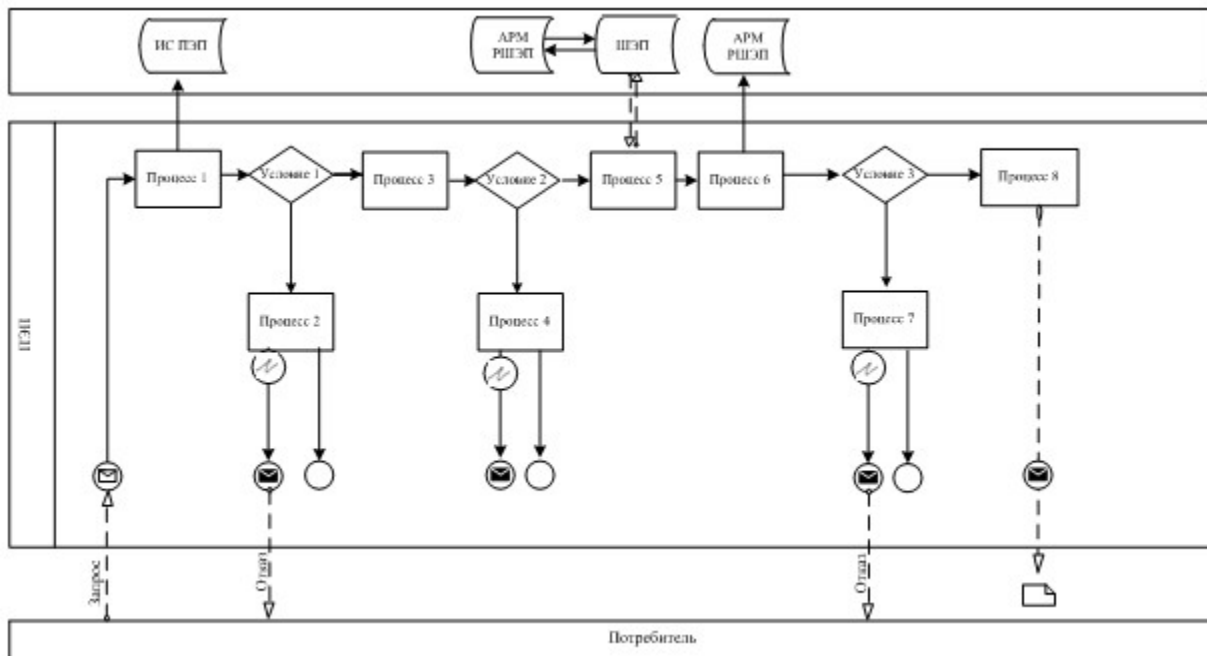 ИС ПЭП
АРМ
РШЭП
ШЭП
АРМ
РШЭП
Процесс 1
Условие 1
Процесс 3
Условие 2
Процесс 5
Процесс 6
Условие 3
Процесс 8
Процесс 2
Процесс 4
Процесс 7
Запрос
Отказ
Отказ
Потребитель